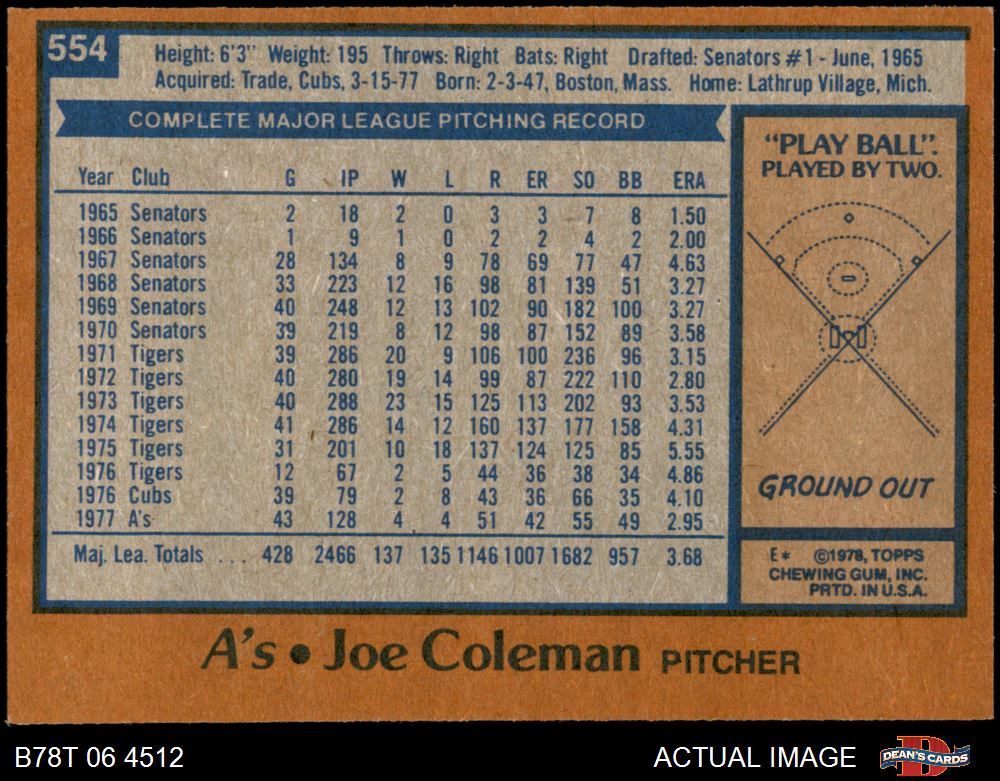 554
Height: 6'3" Weight: 195 Throws: Right Bats: Right Drafted: Senators #1 - June, 1965
Acquired: Trade, Cubs, 3-15-77 Born: 2-3-47, Boston, Mass. Home: Lathrup Village, Mich.
COMPLETE MAJOR LEAGUE PITCHING RECORD
Year Club G IP W L R ER SO BB ERA
1965 Senators 2 18 2 0 3 3 7 8 1.50
1966 Senators 1 9 1 0 2 2 4 2 2.00
1967 Senators 28 134 8 9 78 69 77 47 4.63
1968 Senators 33 223 12 16 98 81 139 51 3.27
1969 Senators 40 248 12 13 102 90 182 100 3.27
1970 Senators 39 219 8 12 98 87 152 89 3.58
1971 Tigers 39 286 20 9 106 100 236 96 3.15
1972 Tigers 40 280 19 14 99 87 222 110 2.80
1973 Tigers 40 288 23 15 125 113 202 93 3.53
1974 Tigers 41 286 14 12 160 137 177 158 4.31
1975 Tigers 31 201 10 18 137 124 125 85 5.55
1976 Tigers 12 67 2 5 44 36 38 34 4.86
1976 Cubs 39 79 2 8 43 36 66 35 4.10
1977 A's 43 128 4 4 51 42 55 49 2.95
Maj. Lea. Totals ... 428 2466 137 135 1146 1007 1682 957 3.68
"PLAY BALL".
PLAYED BY TWO.
GROUND OUT
E* ©1978, TOPPS
CHEWING GUM, INC.
PRTD. IN U.S.A.
A's • Joe Coleman PITCHER
B78T 06 4512
ACTUAL IMAGE
DEAN'S CARDS